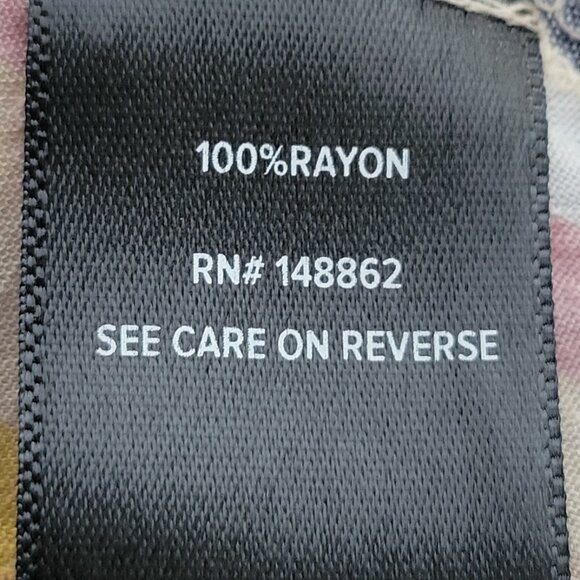 100%RAYON
RN# 148862
SEE CARE ON REVERSE